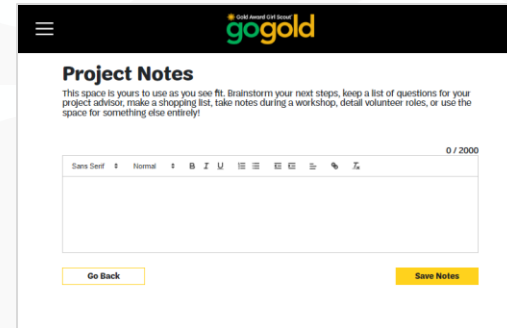 Gold Award Girl Scout
gogold
Project Notes
This space is yours to use as you see fit. Brainstorm your next steps, keep a list of questions for your
project advisor, make a shopping list, take notes during a workshop, detail volunteer roles, or use the
space for something else entirely!
0 / 2000
Sans Serif Normal B I U
Go Back Save Notes